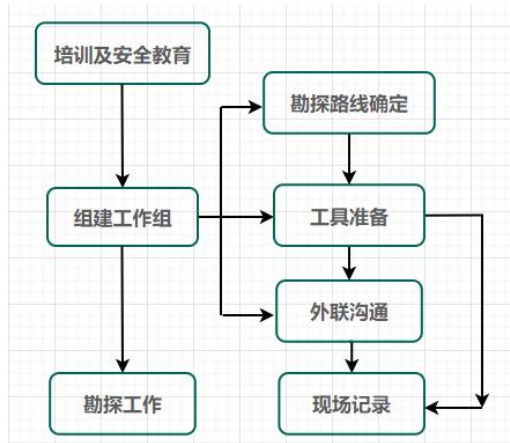 培训及安全教育
勘探路线确定
组建工作组
工具准备
外联沟通
勘探工作
现场记录